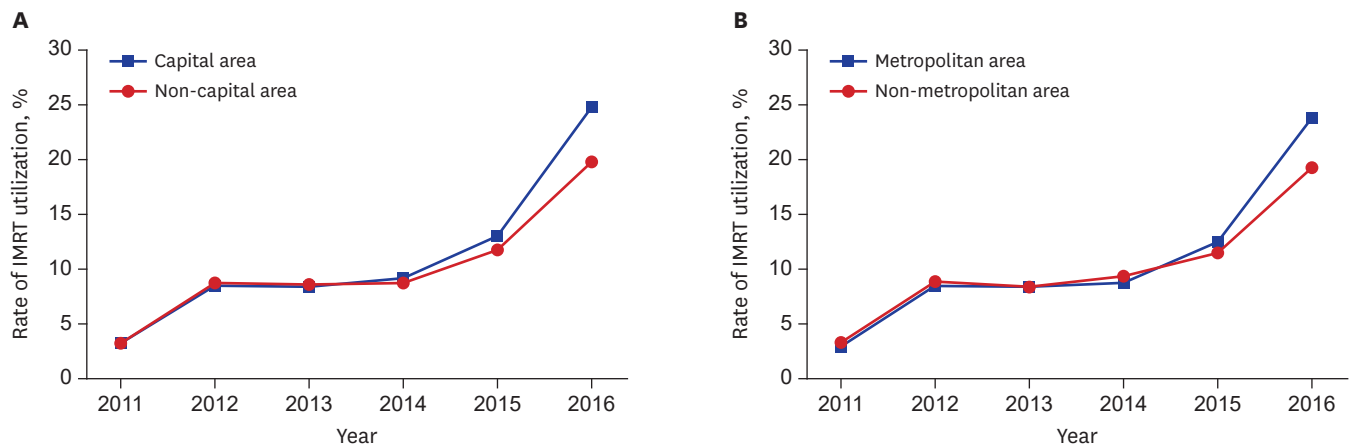 A
Rate of IMRT utilization, %
30
25
20
15
10
5
0
Capital area
Non-capital area
2011 2012 2013 2014 2015 2016
Year
B
Rate of IMRT utilization, %
30
25
20
15
10
5
0
Metropolitan area
Non-metropolitan area
2011 2012 2013 2014 2015 2016
Year